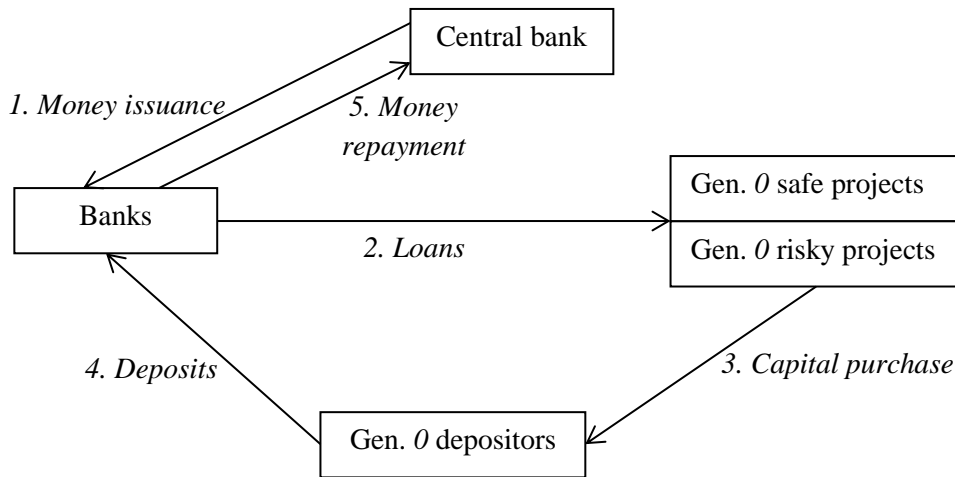 Central bank
1. Money issuance
5. Money
repayment
Gen. 0 safe projects
Banks
Gen. 0 risky projects
2. Loans
4. Deposits
3. Capital purchase
Gen. 0 depositors